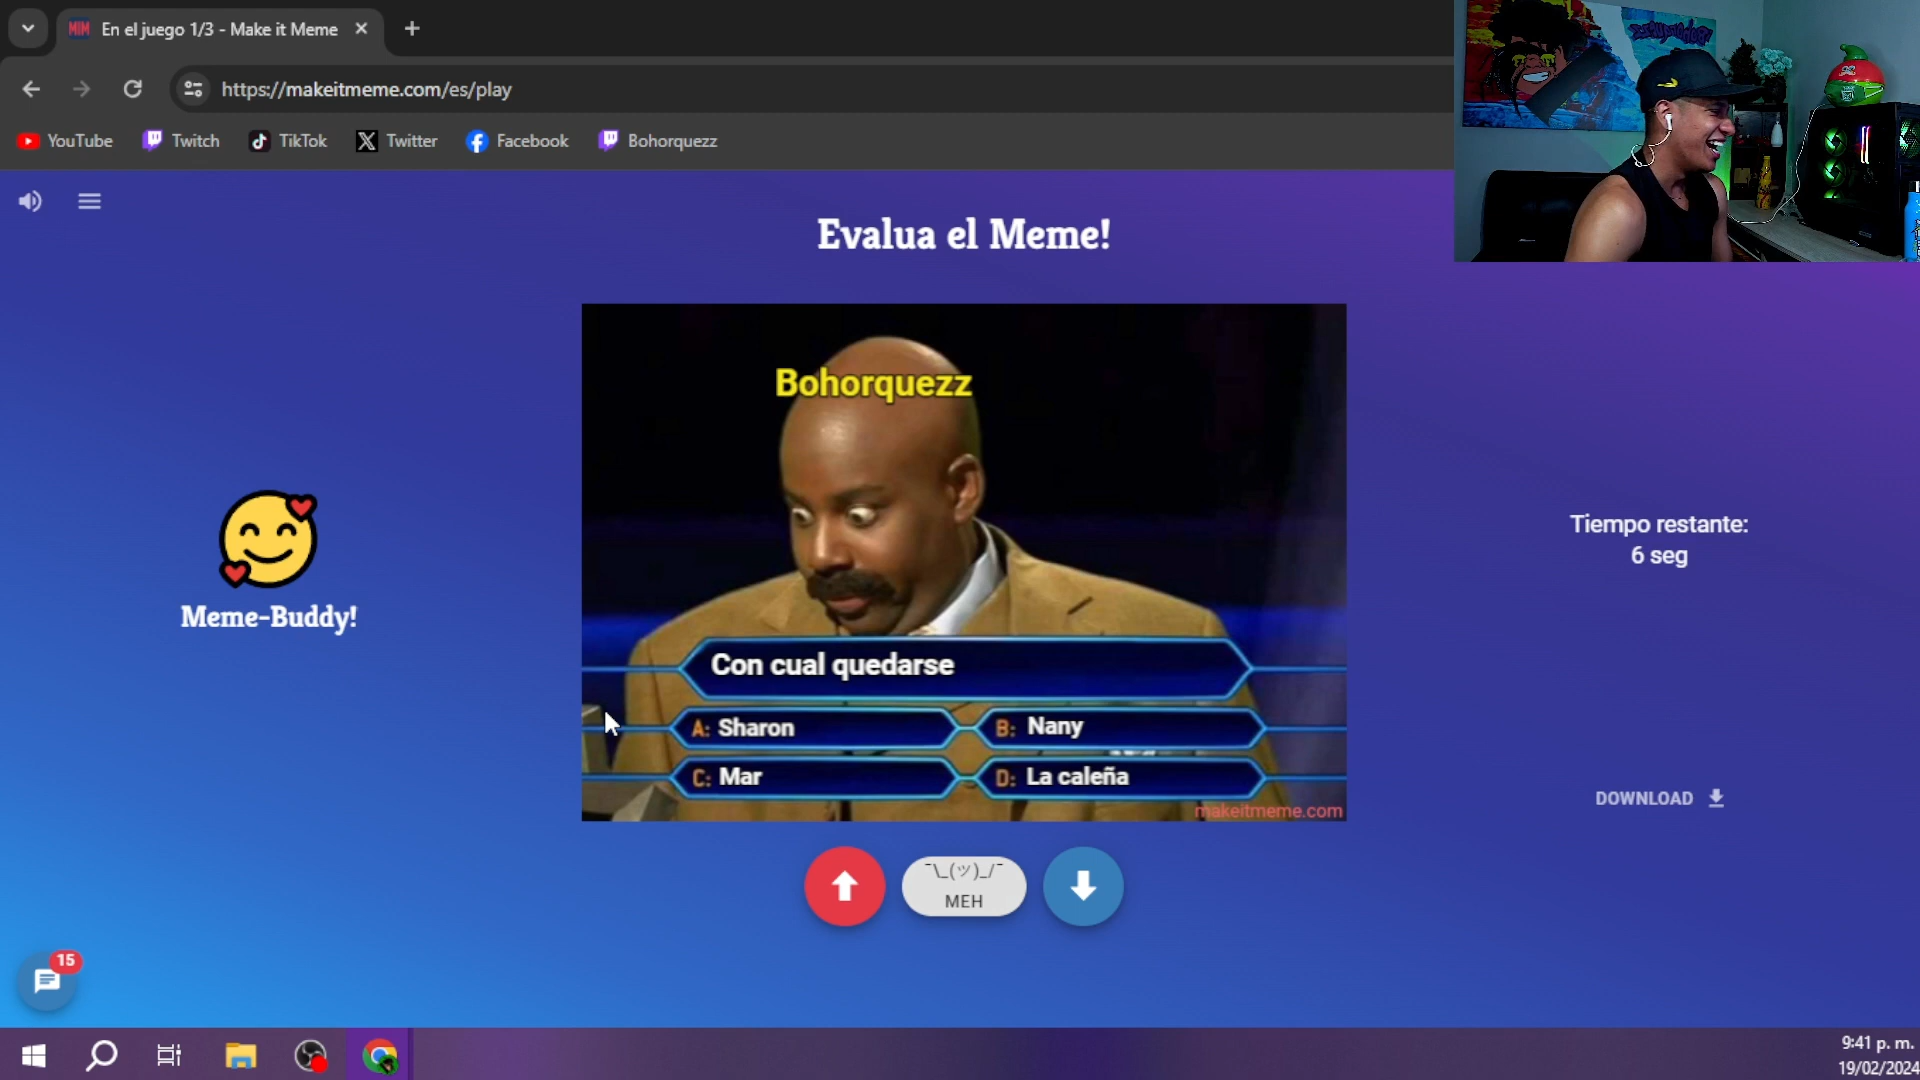 En el juego 1/3 - Make it Meme
https://makeitmeme.com/es/play
YouTube
Twitch
TikTok
Twitter
Facebook
Bohorquezz
Evalua el Meme!
Bohorquezz
Meme-Buddy!
Tiempo restante:
6 seg
Con cual quedarse
A: Sharon
B: Nany
C: Mar
D: La caleña
makeitmeme.com
DOWNLOAD
¯\_(ツ)_/¯
MEH
15
9:41 p. m.
19/02/2024